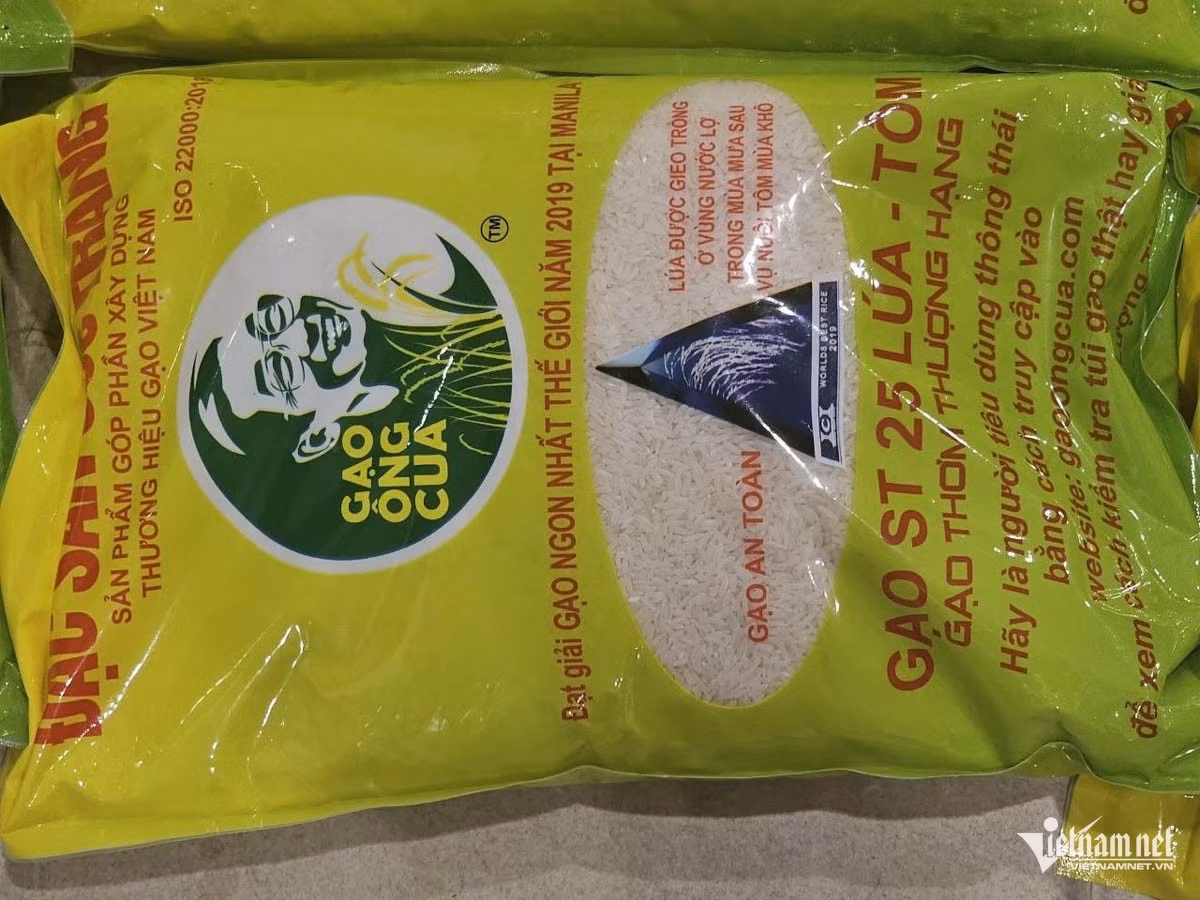 ĐẶC SẢN SÓC TRĂNG
SẢN PHẨM GÓP PHẦN XÂY DỰNG
THƯƠNG HIỆU GẠO VIỆT NAM
ISO 22000:201
TM
GẠO
ÔNG
CUA
Đạt giải GẠO NGON NHẤT THẾ GIỚI NĂM 2019 TẠI MANILA
LÚA ĐƯỢC GIEO TRỒNG
Ở VÙNG NƯỚC LỢ
TRONG MÙA MƯA SAU
VỤ NUÔI TÔM MÙA KHÔ
GẠO AN TOÀN
WORLDS BEST RICE
2019
GẠO ST 25 LÚA - TÔM
GẠO THƠM THƯỢNG HẠNG
Hãy là người tiêu dùng thông thái
bằng cách truy cập vào
website: gaoongcua.com
để xem cách kiểm tra túi gạo thật hay giả
vietnamnet
VIETNAMNET.VN